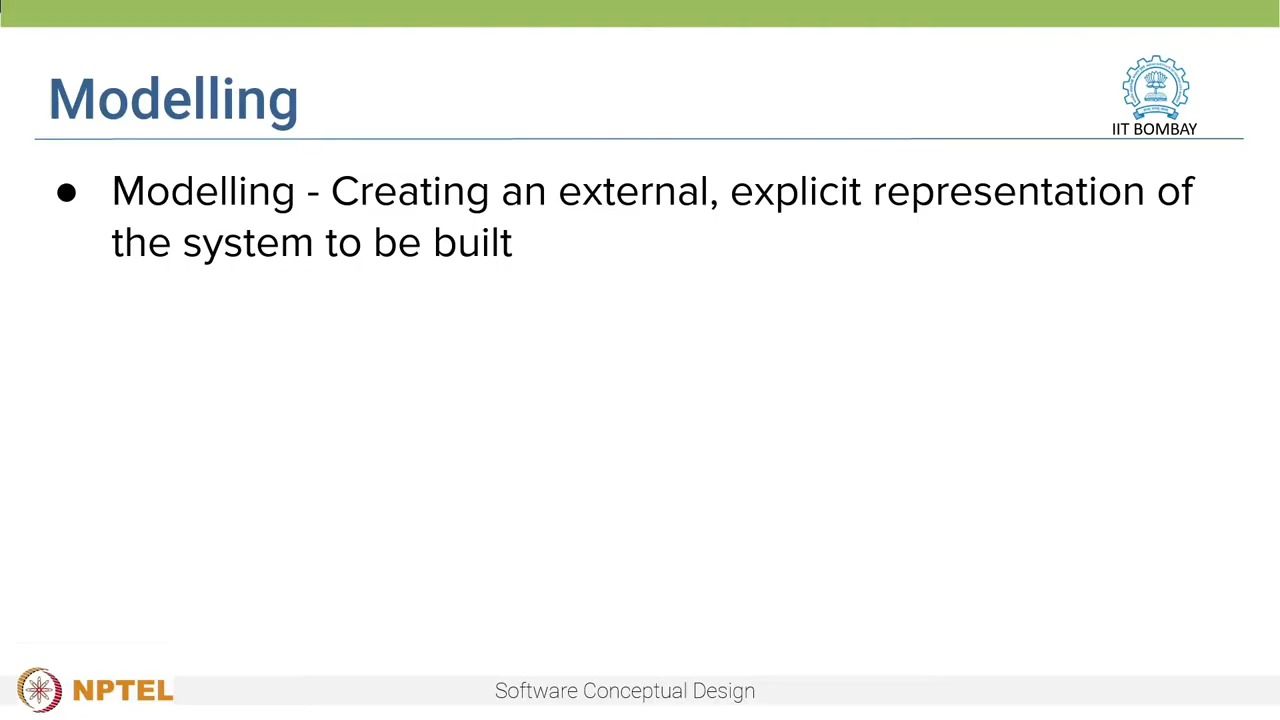 Modelling
IIT BOMBAY
● Modelling - Creating an external, explicit representation of
the system to be built
NPTEL
Software Conceptual Design